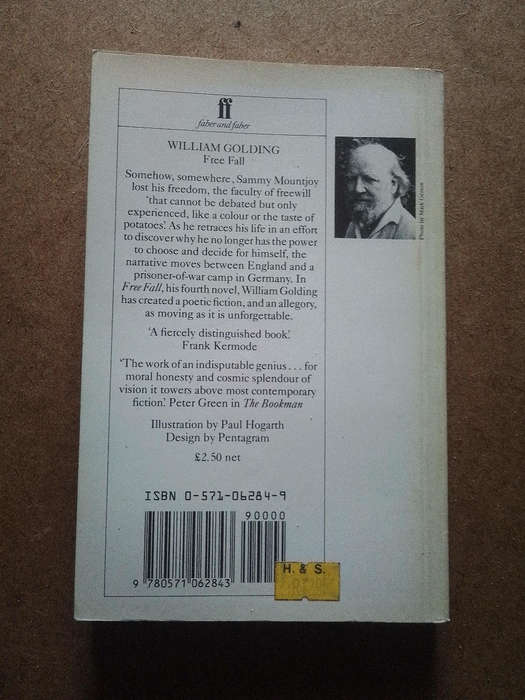 ff
faber and faber
WILLIAM GOLDING
Free Fall
Somehow, somewhere, Sammy Mountjoy
lost his freedom, the faculty of freewill
'that cannot be debated but only
experienced, like a colour or the taste of
potatoes'. As he retraces his life in an effort
to discover why he no longer has the power
to choose and decide for himself, the
narrative moves between England and a
prisoner-of-war camp in Germany. In
Free Fall, his fourth novel, William Golding
has created a poetic fiction, and an allegory,
as moving as it is unforgettable.
'A fiercely distinguished book.'
Frank Kermode
'The work of an indisputable genius . . . for
moral honesty and cosmic splendour of
vision it towers above most contemporary
fiction.' Peter Green in The Bookman
Illustration by Paul Hogarth
Design by Pentagram
£2.50 net
ISBN 0-571-06284-9
90000
9 780571 062843
H. & S.
Photo by Mark Gerson